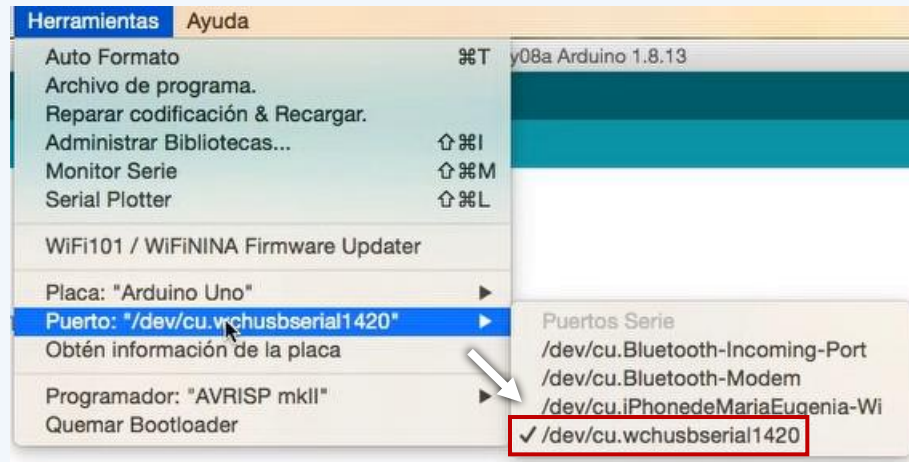 Herramientas Ayuda
Auto Formato ⌘T
y08a Arduino 1.8.13
Archivo de programa.
Reparar codificación & Recargar.
Administrar Bibliotecas... ⇧⌘I
Monitor Serie ⇧⌘M
Serial Plotter ⇧⌘L
WiFi101 / WiFiNINA Firmware Updater
Placa: "Arduino Uno"
Puerto: "/dev/cu.wchusbserial1420"
Obtén información de la placa
Programador: "AVRISP mkII"
Quemar Bootloader
Puertos Serie
/dev/cu.Bluetooth-Incoming-Port
/dev/cu.Bluetooth-Modem
/dev/cu.iPhonedeMariaEugenia-Wi
✓ /dev/cu.wchusbserial1420